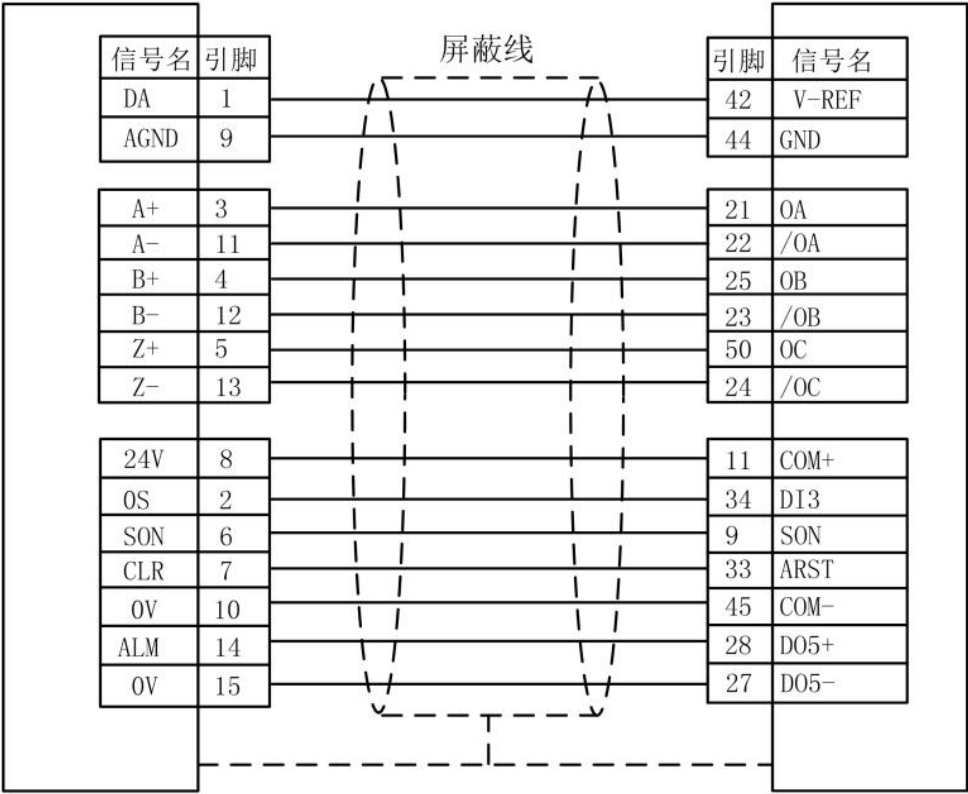 屏蔽线
信号名 引脚 引脚 信号名
DA 1 42 V-REF
AGND 9 44 GND
A+ 3 21 OA
A- 11 22 /OA
B+ 4 25 OB
B- 12 23 /OB
Z+ 5 50 OC
Z- 13 24 /OC
24V 8 11 COM+
OS 2 34 DI3
SON 6 9 SON
CLR 7 33 ARST
0V 10 45 COM-
ALM 14 28 DO5+
0V 15 27 DO5-